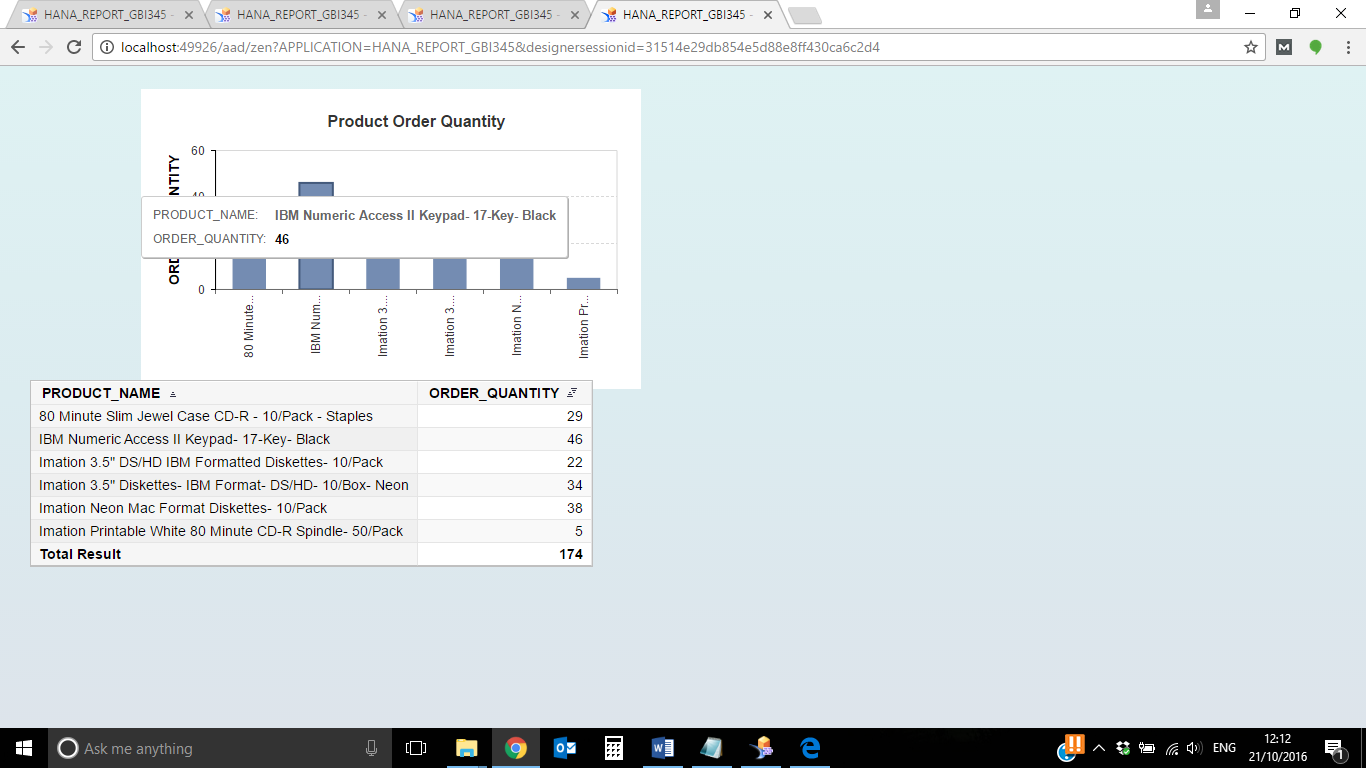 HANA_REPORT_GBI345 - HANA_REPORT_GBI345 - HANA_REPORT_GBI345 - HANA_REPORT_GBI345 -
localhost:49926/aad/zen?APPLICATION=HANA_REPORT_GBI345&designersessionid=31514e29db854e5d88e8ff430ca6c2d4
Product Order Quantity
60
PRODUCT_NAME: IBM Numeric Access II Keypad- 17-Key- Black
ORDER_QUANTITY: 46
0
80 Minute...
IBM Num...
Imation 3...
Imation 3...
Imation N...
Imation Pr...
PRODUCT_NAME ORDER_QUANTITY
80 Minute Slim Jewel Case CD-R - 10/Pack - Staples 29
IBM Numeric Access II Keypad- 17-Key- Black 46
Imation 3.5" DS/HD IBM Formatted Diskettes- 10/Pack 22
Imation 3.5" Diskettes- IBM Format- DS/HD- 10/Box- Neon 34
Imation Neon Mac Format Diskettes- 10/Pack 38
Imation Printable White 80 Minute CD-R Spindle- 50/Pack 5
Total Result 174
Ask me anything
ENG
12:12
21/10/2016
1